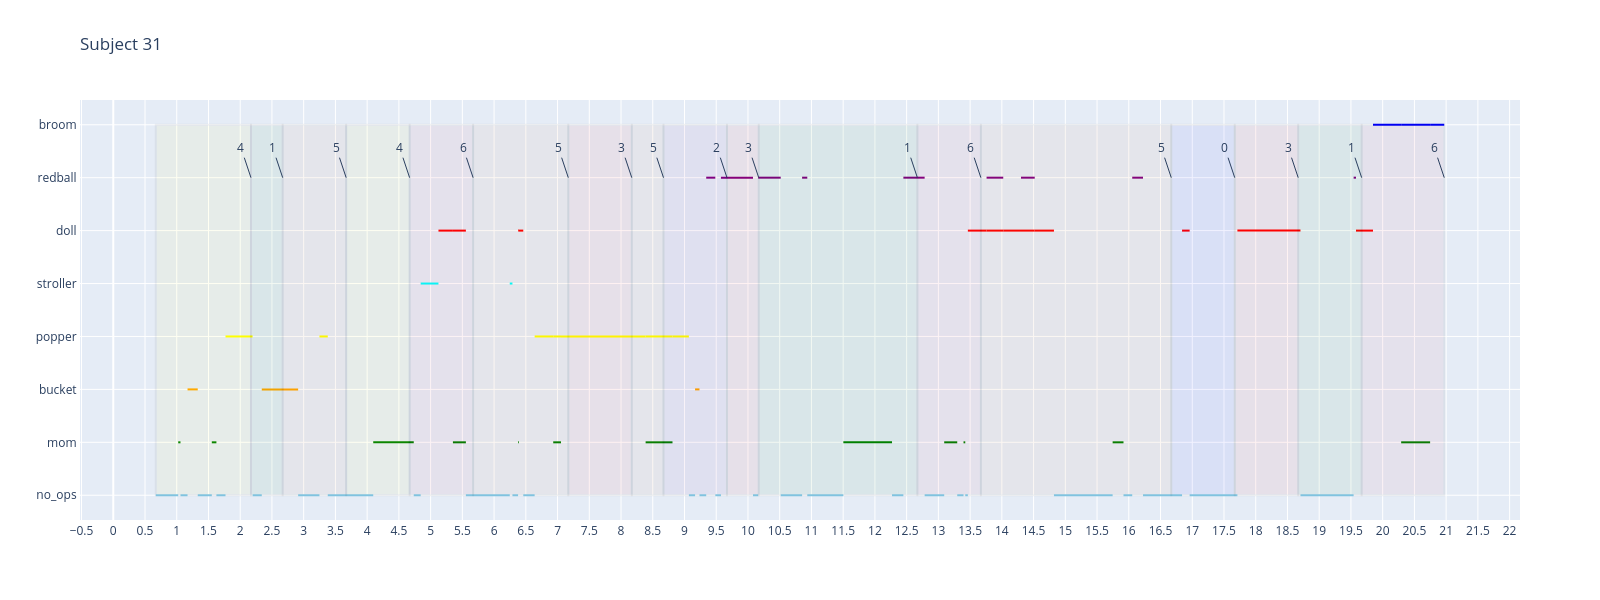 Subject 31
broom
4 1 5 4 6 5 3 5 2 3 1 6 5 0 3 1 6
redball
doll
stroller
popper
bucket
mom
no_ops
−0.5 0 0.5 1 1.5 2 2.5 3 3.5 4 4.5 5 5.5 6 6.5 7 7.5 8 8.5 9 9.5 10 10.5 11 11.5 12 12.5 13 13.5 14 14.5 15 15.5 16 16.5 17 17.5 18 18.5 19 19.5 20 20.5 21 21.5 22